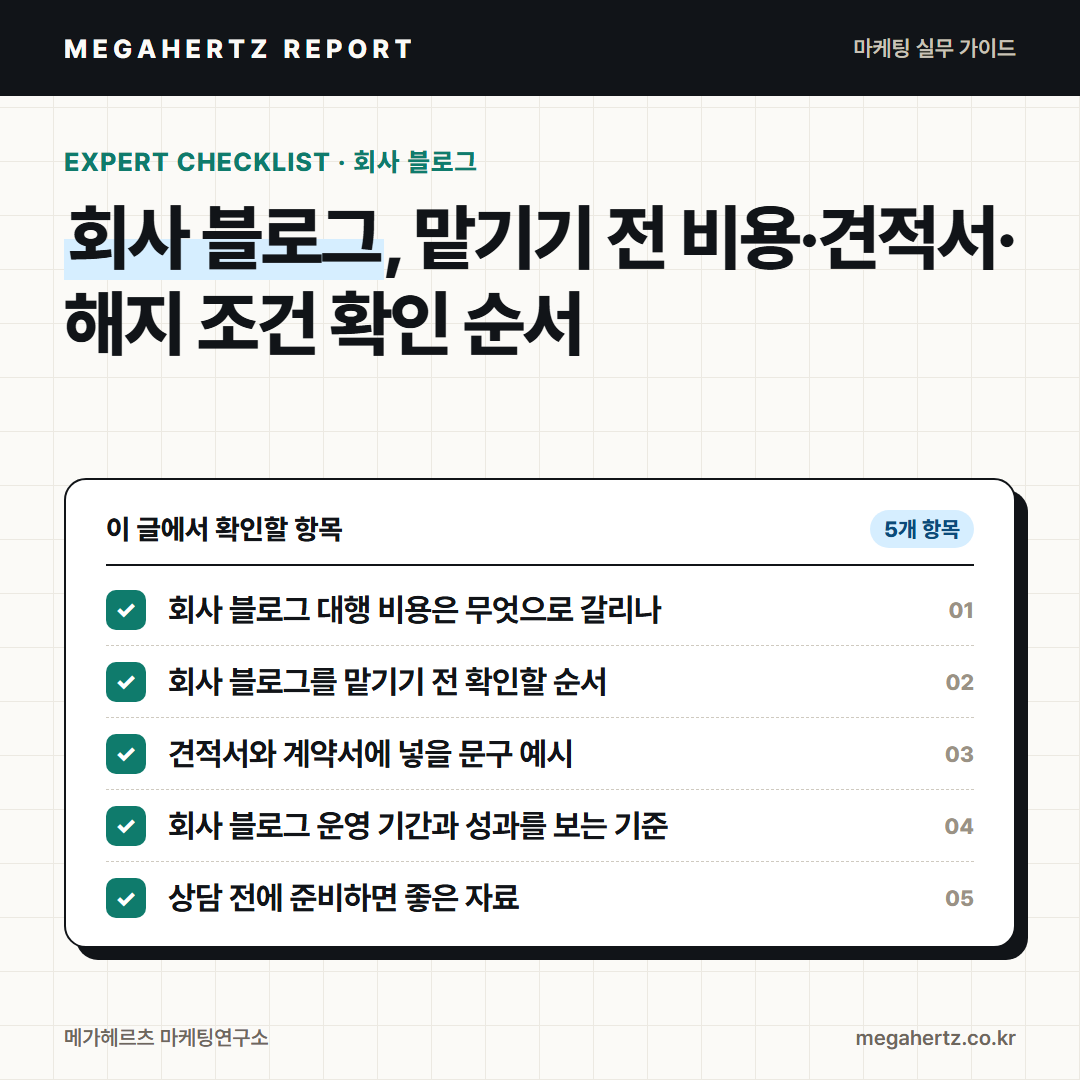 MEGAHERTZ REPORT
마케팅 실무 가이드
EXPERT CHECKLIST · 회사 블로그
회사 블로그, 맡기기 전 비용·견적서·
해지 조건 확인 순서
이 글에서 확인할 항목
5개 항목
회사 블로그 대행 비용은 무엇으로 갈리나
01
회사 블로그를 맡기기 전 확인할 순서
02
견적서와 계약서에 넣을 문구 예시
03
회사 블로그 운영 기간과 성과를 보는 기준
04
상담 전에 준비하면 좋은 자료
05
메가헤르츠 마케팅연구소
megahertz.co.kr